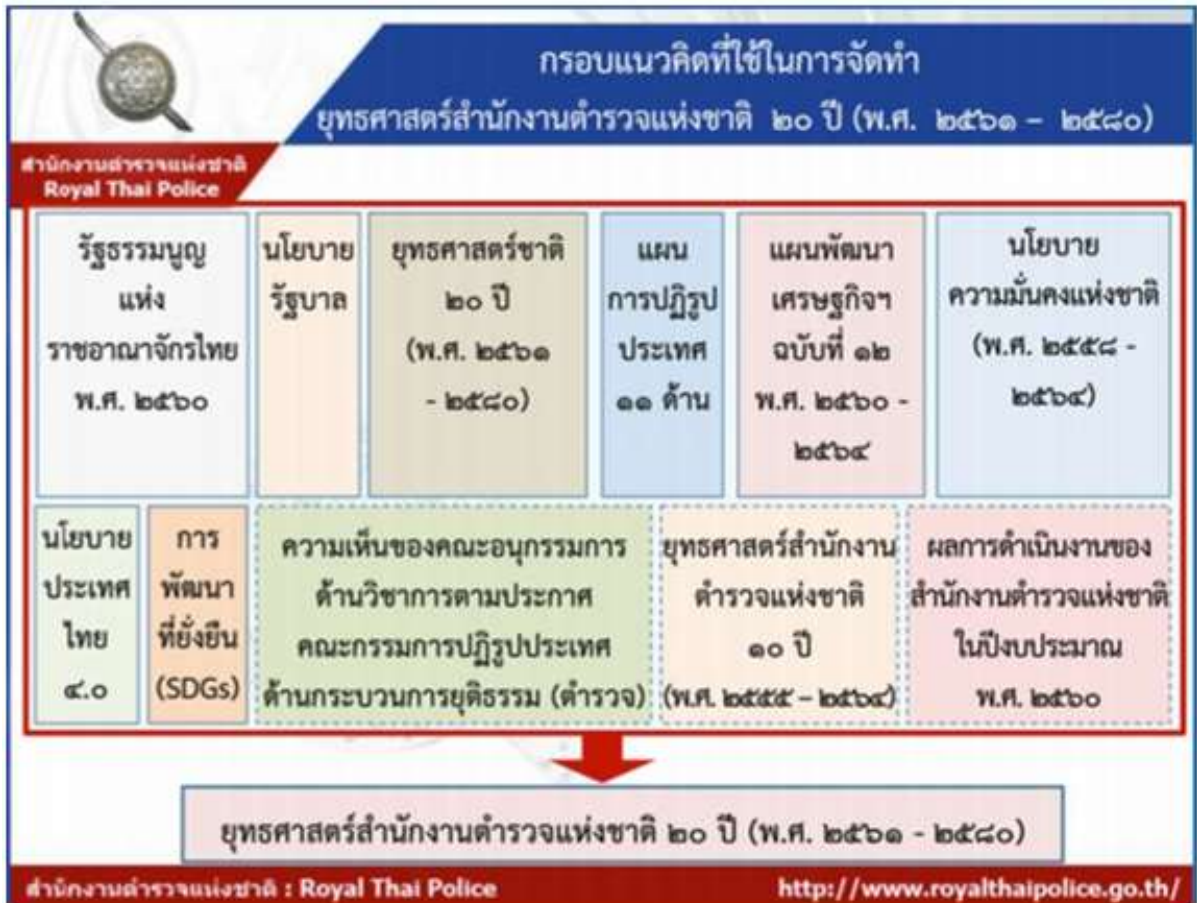 กรอบแนวคิดที่ใช้ในการจัดทำ
ยุทธศาสตร์สำนักงานตำรวจแห่งชาติ ๒๐ ปี (พ.ศ. ๒๕๖๑ – ๒๕๘๐)
สำนักงานตำรวจแห่งชาติ
Royal Thai Police
รัฐธรรมนูญ
แห่ง
ราชอาณาจักรไทย
พ.ศ. ๒๕๖๐
นโยบาย
รัฐบาล
ยุทธศาสตร์ชาติ
๒๐ ปี
(พ.ศ. ๒๕๖๑
- ๒๕๘๐)
แผน
การปฏิรูป
ประเทศ
๑๑ ด้าน
แผนพัฒนา
เศรษฐกิจฯ
ฉบับที่ ๑๒
พ.ศ. ๒๕๖๐ -
๒๕๖๔
นโยบาย
ความมั่นคงแห่งชาติ
(พ.ศ. ๒๕๕๘ -
๒๕๖๔)
นโยบาย
ประเทศ
ไทย
๔.๐
การ
พัฒนา
ที่ยั่งยืน
(SDGs)
ความเห็นของคณะอนุกรรมการ
ด้านวิชาการตามประกาศ
คณะกรรมการปฏิรูปประเทศ
ด้านกระบวนการยุติธรรม (ตำรวจ)
ยุทธศาสตร์สำนักงาน
ตำรวจแห่งชาติ
๑๐ ปี
(พ.ศ. ๒๕๕๕ – ๒๕๖๔)
ผลการดำเนินงานของ
สำนักงานตำรวจแห่งชาติ
ในปีงบประมาณ
พ.ศ. ๒๕๖๐
ยุทธศาสตร์สำนักงานตำรวจแห่งชาติ ๒๐ ปี (พ.ศ. ๒๕๖๑ - ๒๕๘๐)
สำนักงานตำรวจแห่งชาติ : Royal Thai Police
http://www.royalthaipolice.go.th/